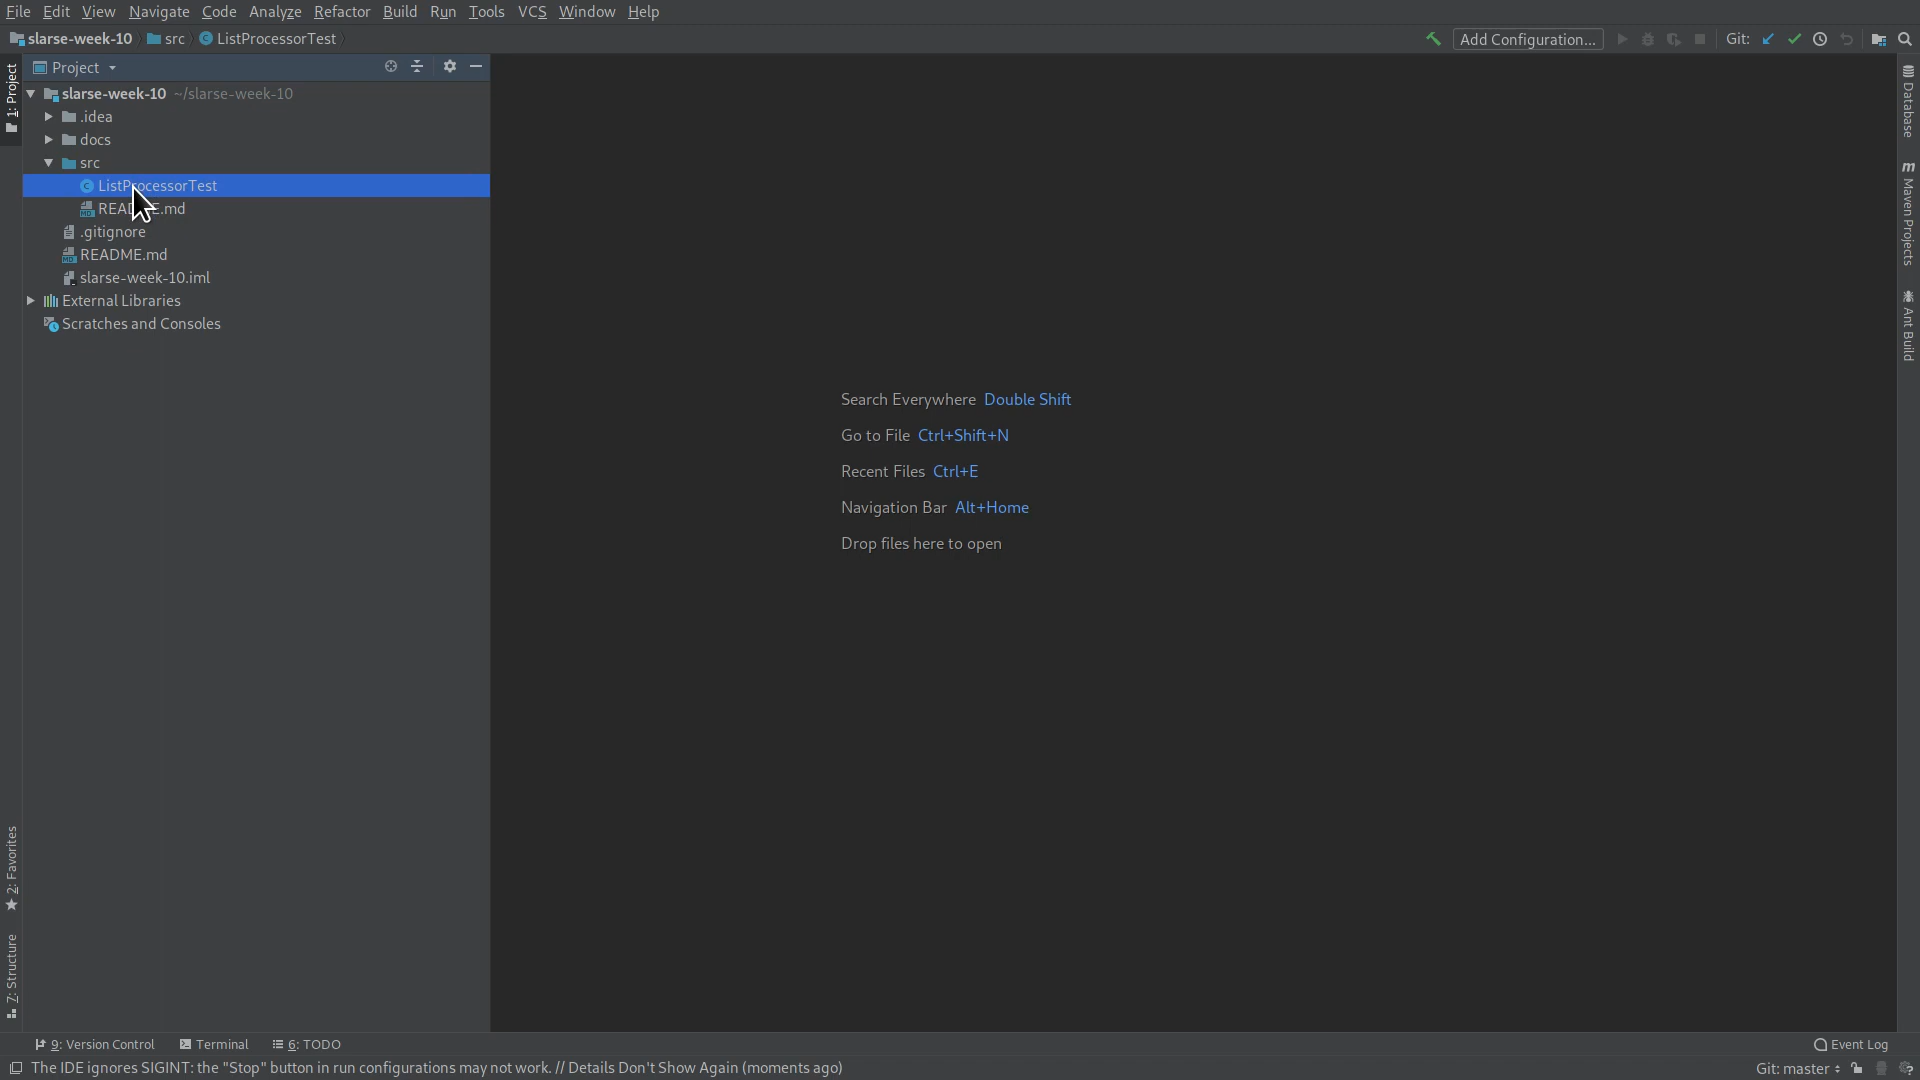 File Edit View Navigate Code Analyze Refactor Build Run Tools VCS Window Help
slarse-week-10 src ListProcessorTest Add Configuration... Git:
Project
slarse-week-10 ~/slarse-week-10
.idea
docs
src
ListProcessorTest
.md
.gitignore
README.md
slarse-week-10.iml
External Libraries
Scratches and Consoles
1: Project
2: Favorites
7: Structure
Search Everywhere Double Shift
Go to File Ctrl+Shift+N
Recent Files Ctrl+E
Navigation Bar Alt+Home
Drop files here to open
Database
Maven Projects
Ant Build
9: Version Control Terminal 6: TODO Event Log
The IDE ignores SIGINT: the "Stop" button in run configurations may not work. // Details Don't Show Again (moments ago) Git: master